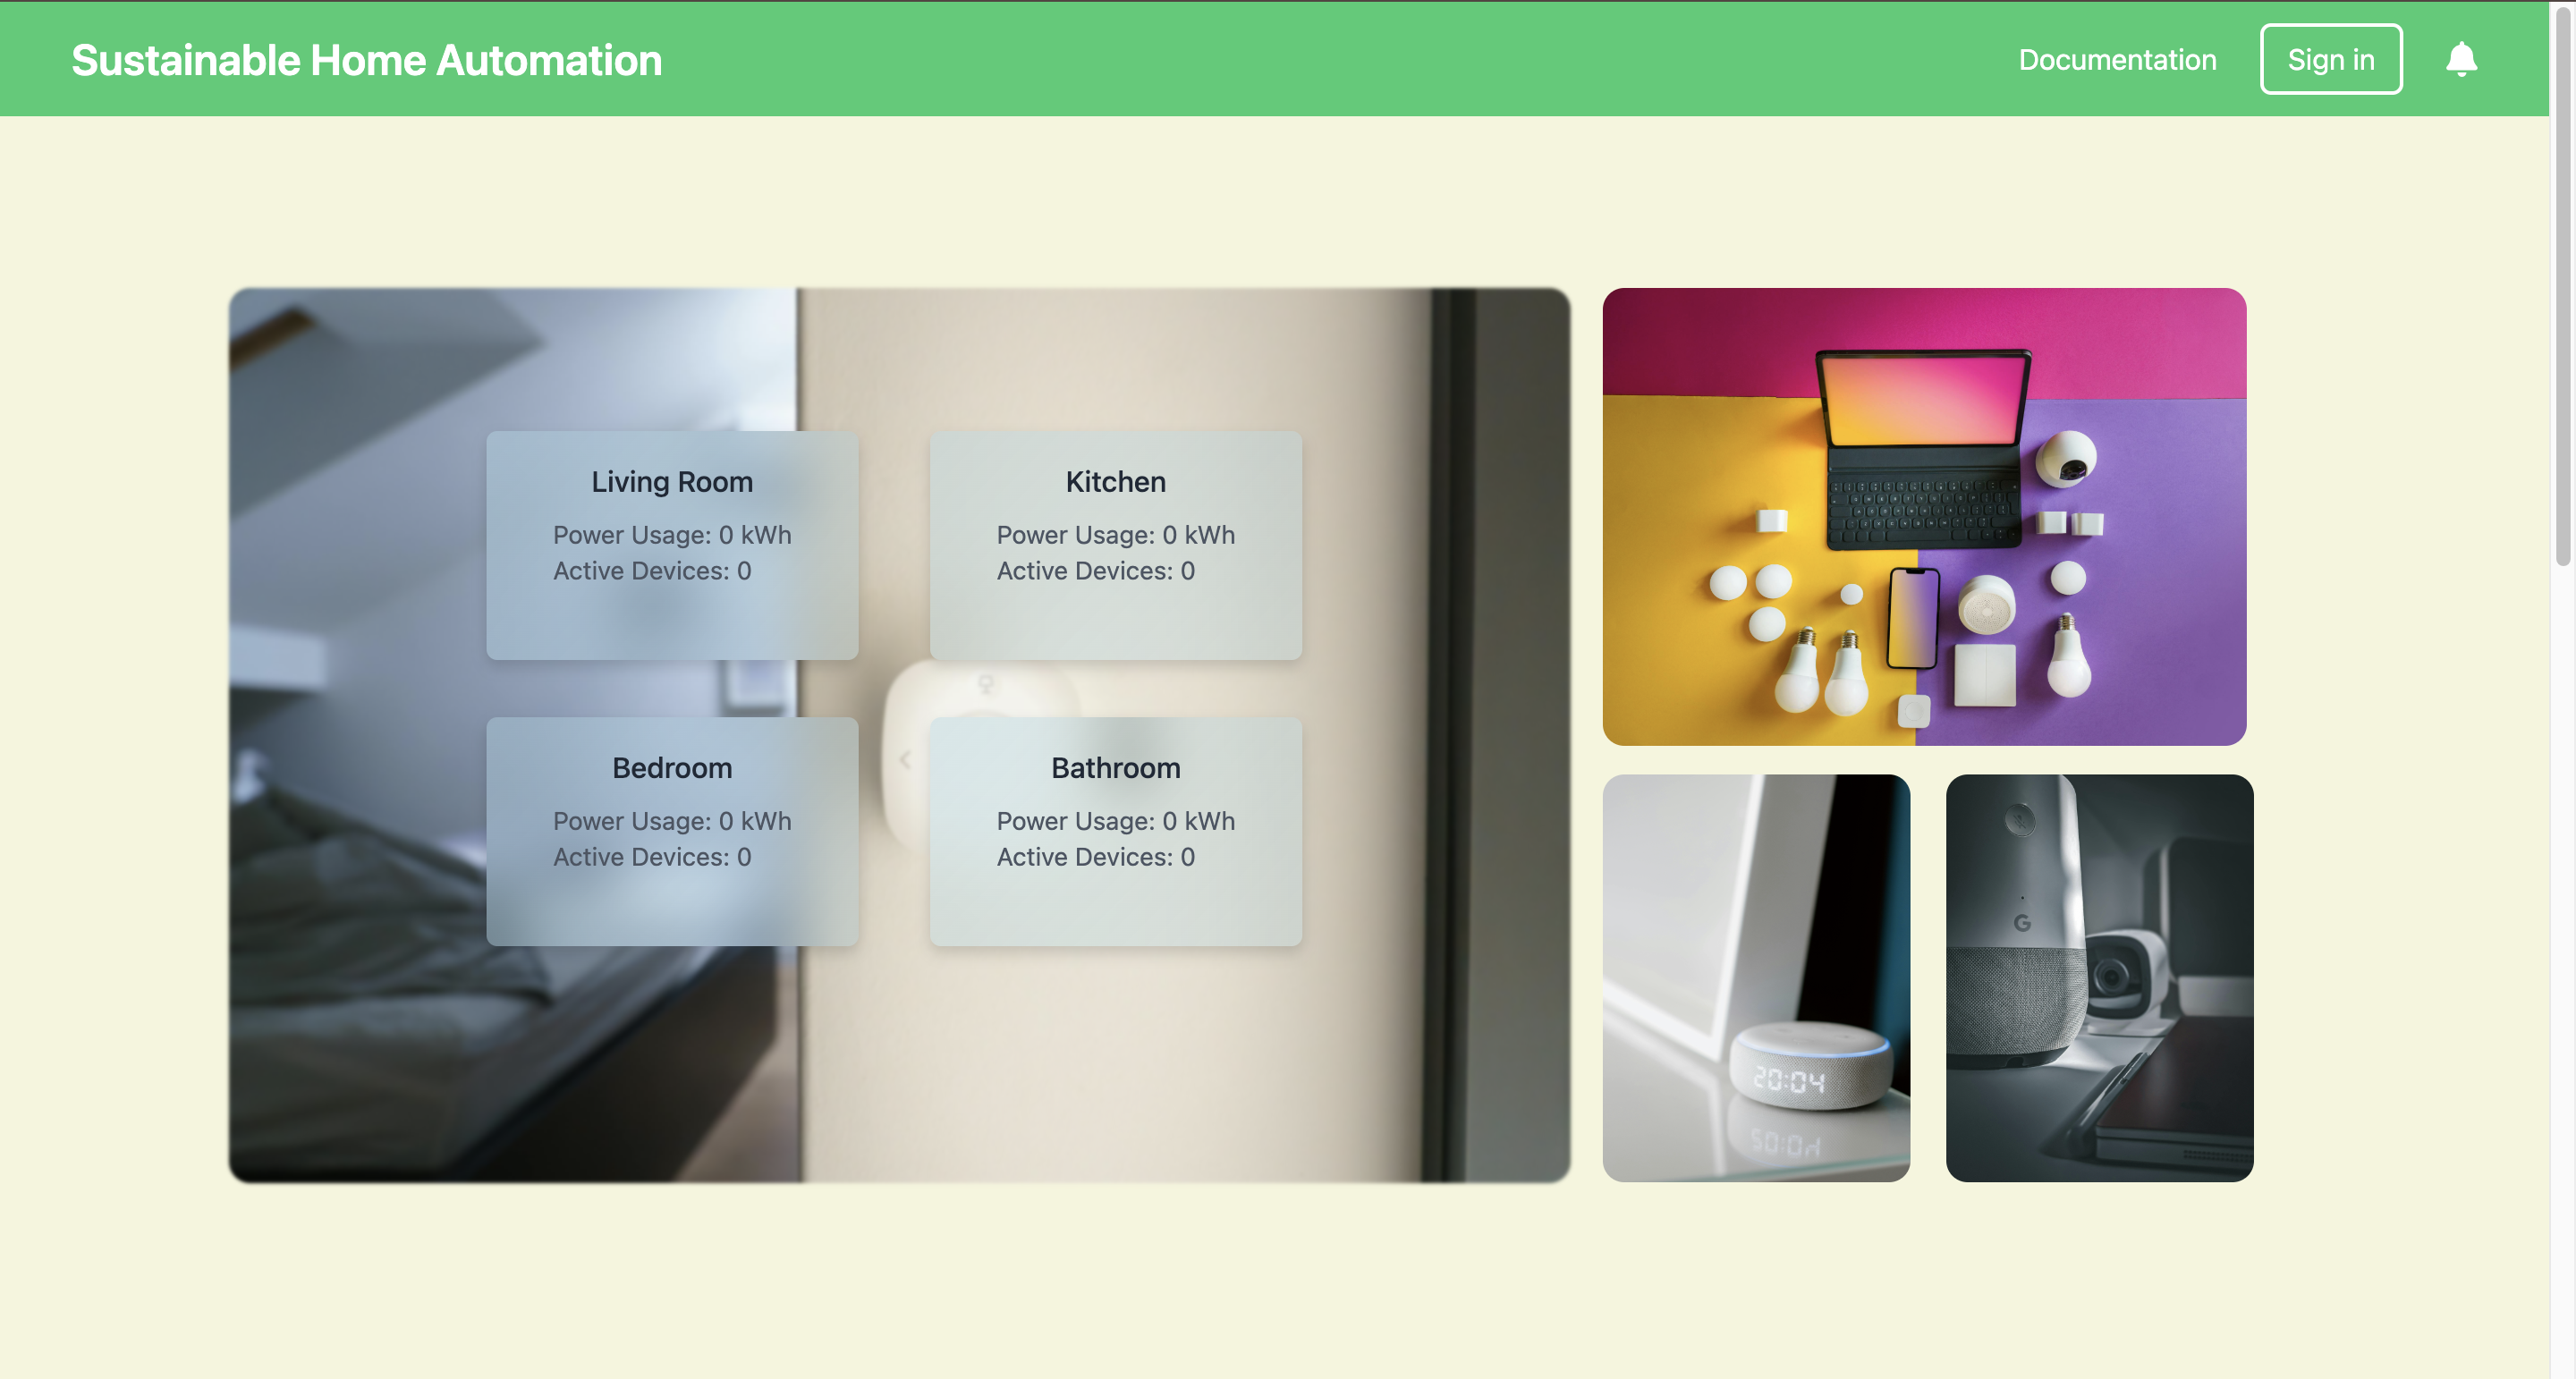 Sustainable Home Automation
Documentation
Sign in
Living Room
Power Usage: 0 kWh
Active Devices: 0
Kitchen
Power Usage: 0 kWh
Active Devices: 0
Bedroom
Power Usage: 0 kWh
Active Devices: 0
Bathroom
Power Usage: 0 kWh
Active Devices: 0
20:04
G